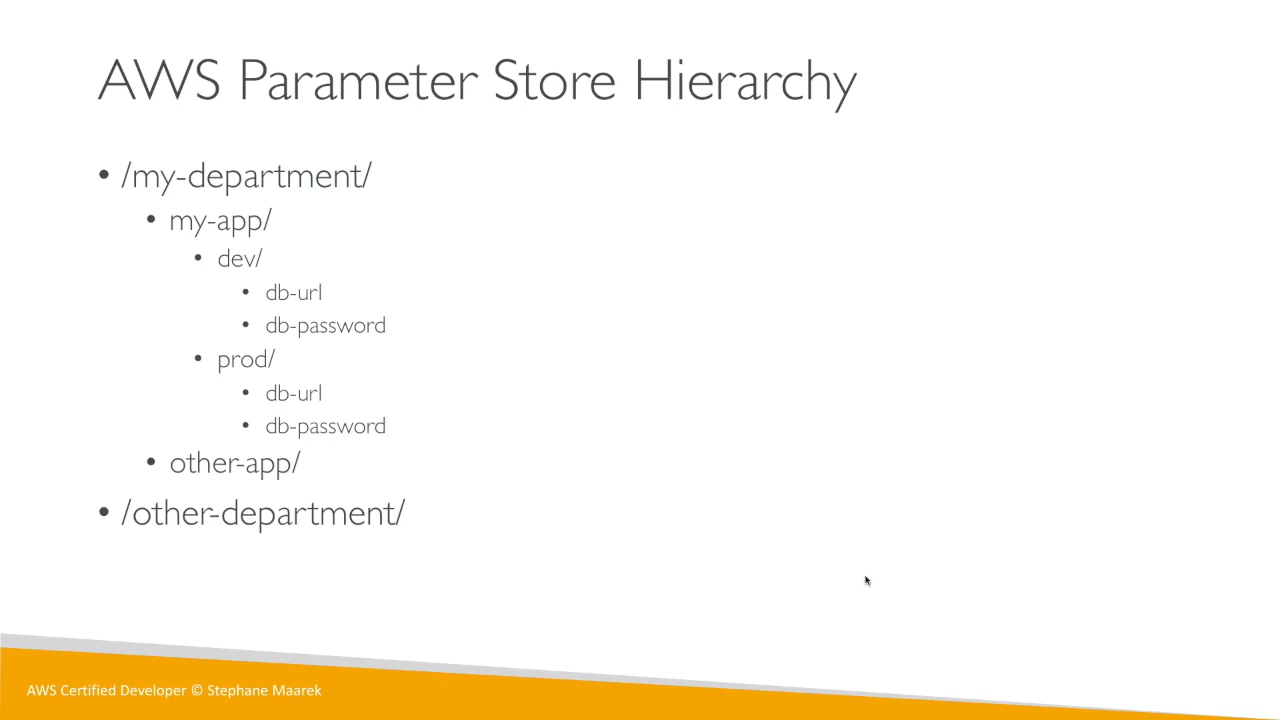 AWS Parameter Store Hierarchy
• /my-department/
• my-app/
• dev/
• db-url
• db-password
• prod/
• db-url
• db-password
• other-app/
• /other-department/
AWS Certified Developer © Stephane Maarek